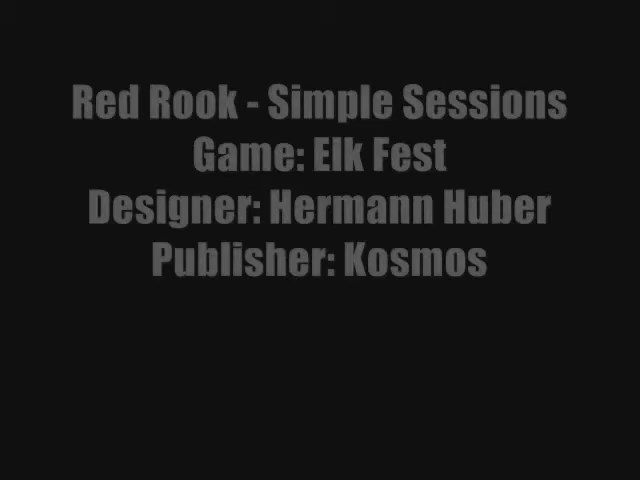 Red Rook - Simple Sessions
Game: Elk Fest
Designer: Hermann Huber
Publisher: Kosmos